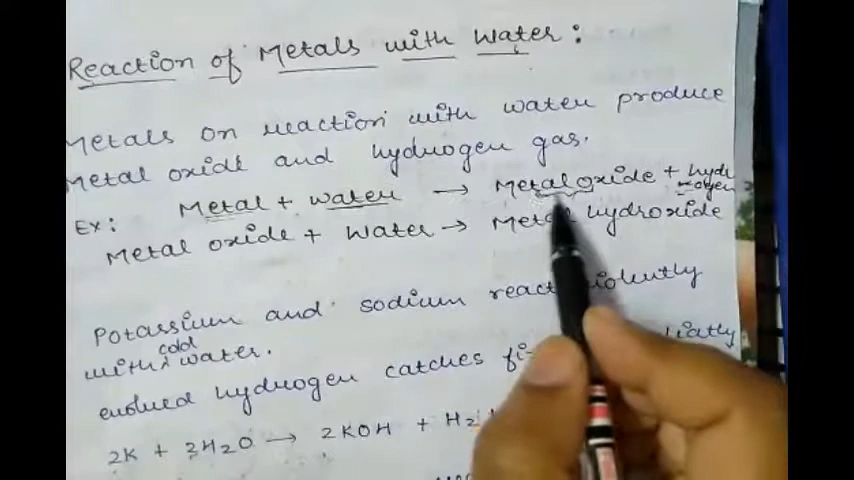 Reaction of Metals with Water:
Metals on reaction with water produce
Metal oxide and hydrogen gas.
Ex: Metal + water → Metal oxide + hydrogen
Metal oxide + Water → Metal hydroxide
Potassium and sodium react
with cold water.
evolved hydrogen catches
2K + 2H2O → 2KOH + H2